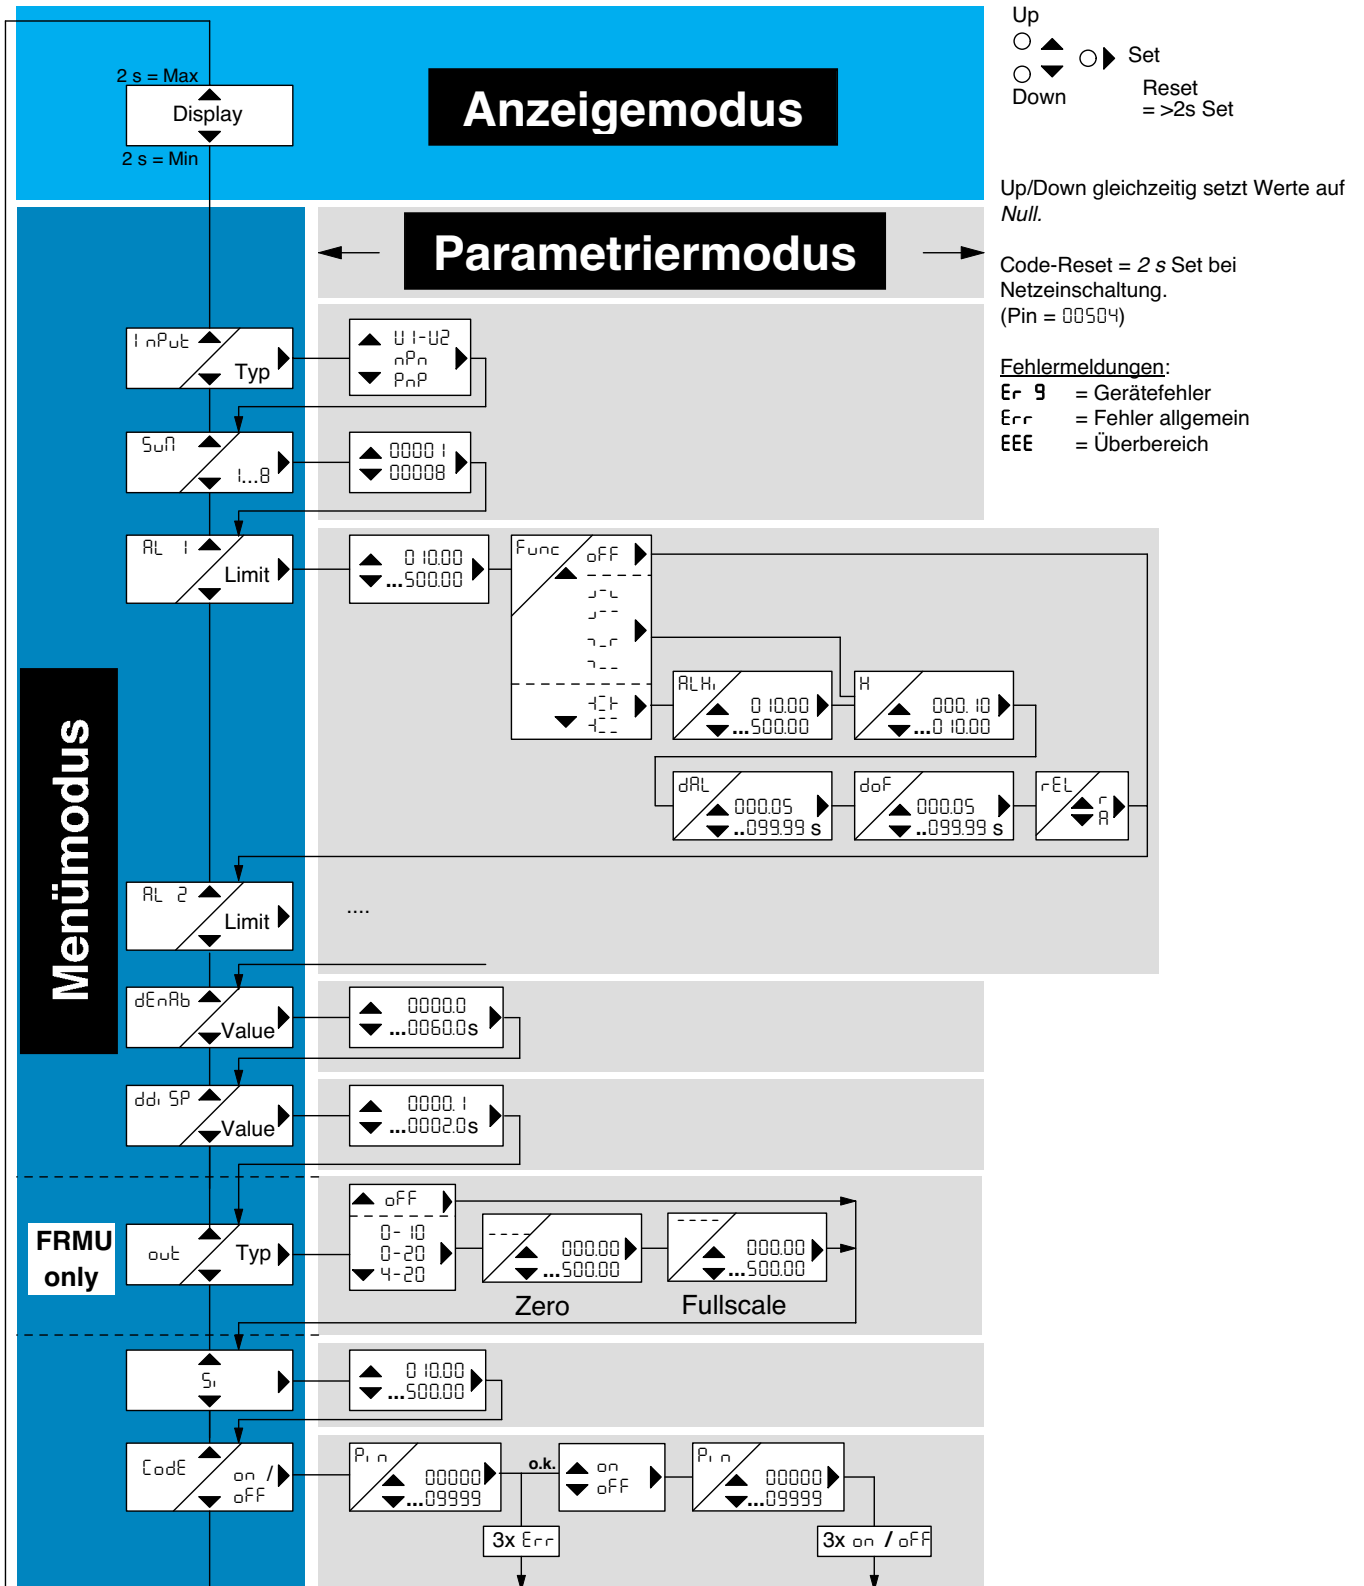 Up
Set
Down
Reset
= >2s Set
2 s = Max
Display
2 s = Min
Anzeigemodus
Up/Down gleichzeitig setzt Werte auf
Null.
Code-Reset = 2 s Set bei
Netzeinschaltung.
(Pin = 00504)
Fehlermeldungen:
Er 9 = Gerätefehler
Err = Fehler allgemein
EEE = Überbereich
Parametriermodus
Menümodus
InPut
Typ
U1-U2
nPn
PnP
SuM
1...8
00001
00008
AL 1
Limit
010.00
...500.00
Func
oFF
ALHi
010.00
...500.00
H
000.10
...010.00
dAL
000.05
..099.99 s
doF
000.05
..099.99 s
rEL
r
A
AL 2
Limit
....
dEnAb
Value
0000.0
...0060.0s
ddiSP
Value
0000.1
...0002.0s
FRMU
only
out
Typ
oFF
0-10
0-20
4-20
----
000.00
...500.00
Zero
----
000.00
...500.00
Fullscale
Si
010.00
...500.00
CodE
on /
oFF
Pin
00000
...09999
o.k.
on
oFF
Pin
00000
...09999
3x Err
3x on / oFF